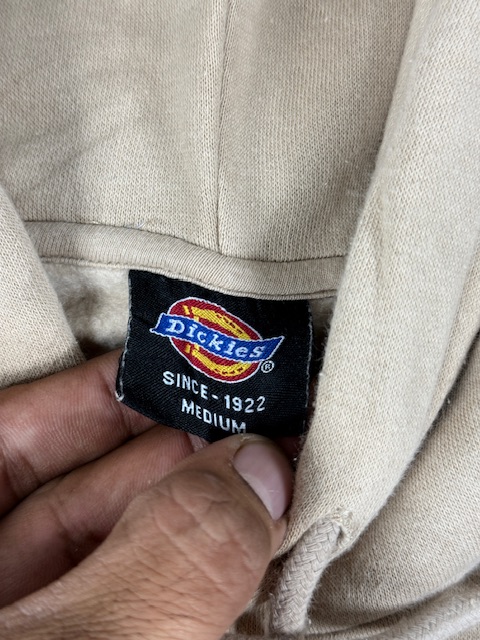 Dickies
®
SINCE - 1922
MEDIUM